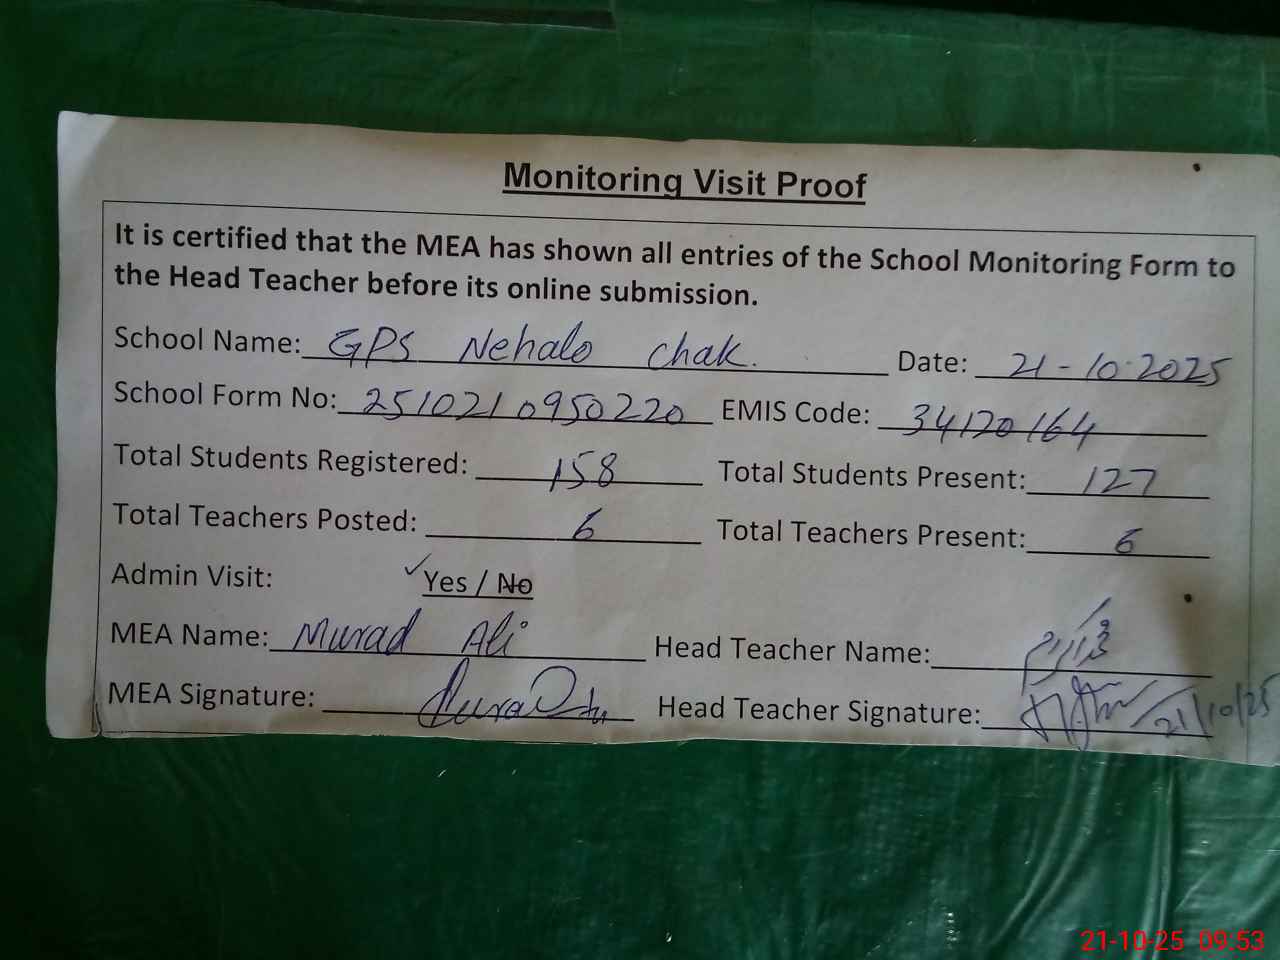 Monitoring Visit Proof
It is certified that the MEA has shown all entries of the School Monitoring Form to
the Head Teacher before its online submission.
School Name: GPS Nehalo Chak. Date: 21-10-2025
School Form No: 2510210950220 EMIS Code: 34120164
Total Students Registered: 158 Total Students Present: 127
Total Teachers Posted: 6 Total Teachers Present: 6
Admin Visit: ✓Yes / No
MEA Name: Murad Ali Head Teacher Name:
MEA Signature: Head Teacher Signature: 21/10/25
21-10-25 09:53